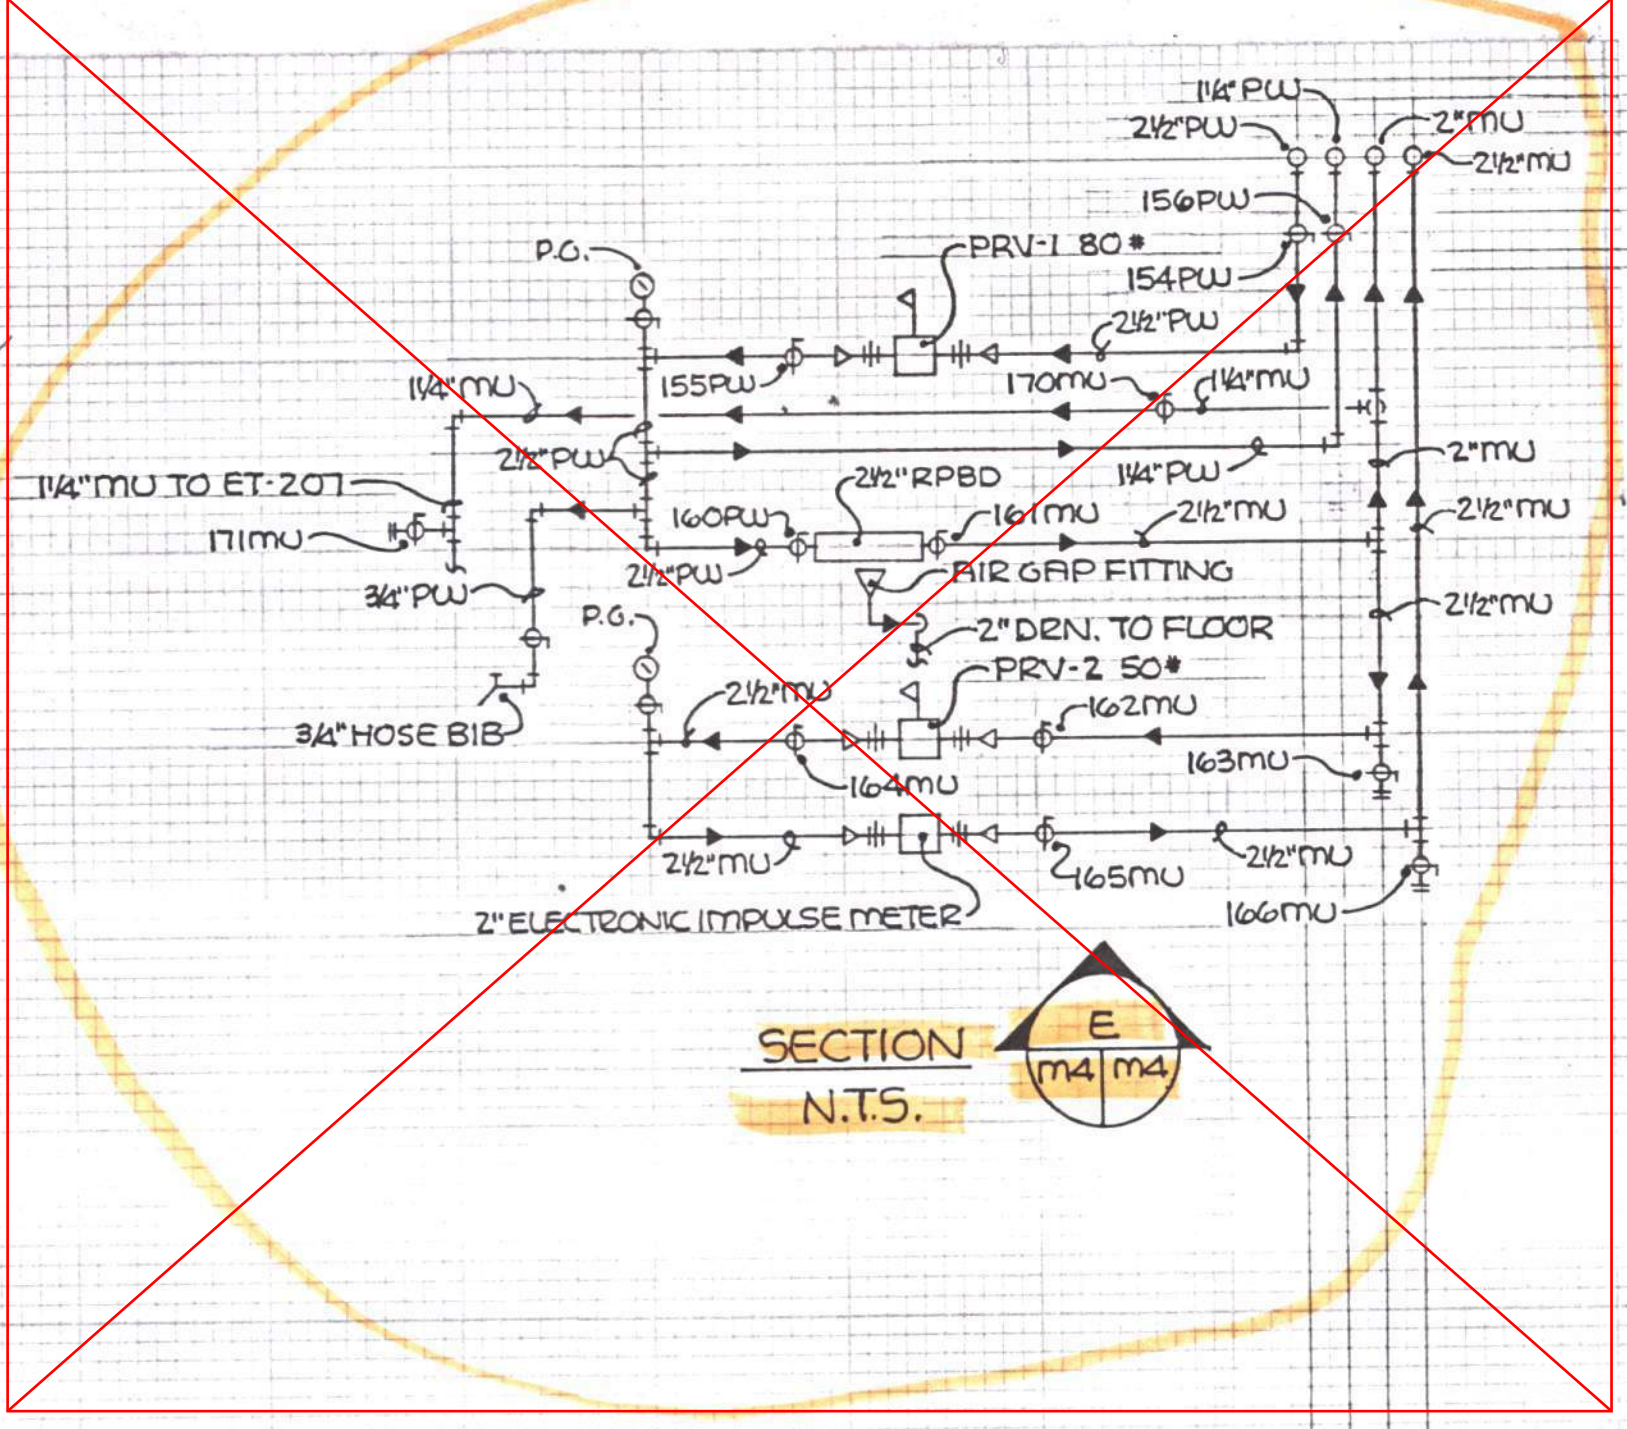 1¼"PW
2½"PW
2"MU
2½"MU
156PW
P.G.
PRV-1 80#
154PW
2½"PW
1¼"MU
155PW
170MU
1¼"MU
2½"PW
1¼"PW
2"MU
1¼"MU TO ET-207
2½"RPBD
171MU
160PW
161MU
2½"MU
2½"MU
2½"PW
AIR GAP FITTING
3/4"PW
P.G.
2½"MU
2"DRN. TO FLOOR
PRV-2 50#
2½"MU
162MU
3/4"HOSE BIB
163MU
164MU
2½"MU
2½"MU
165MU
2"ELECTRONIC IMPULSE METER
166MU
SECTION
E
M4 M4
N.T.S.